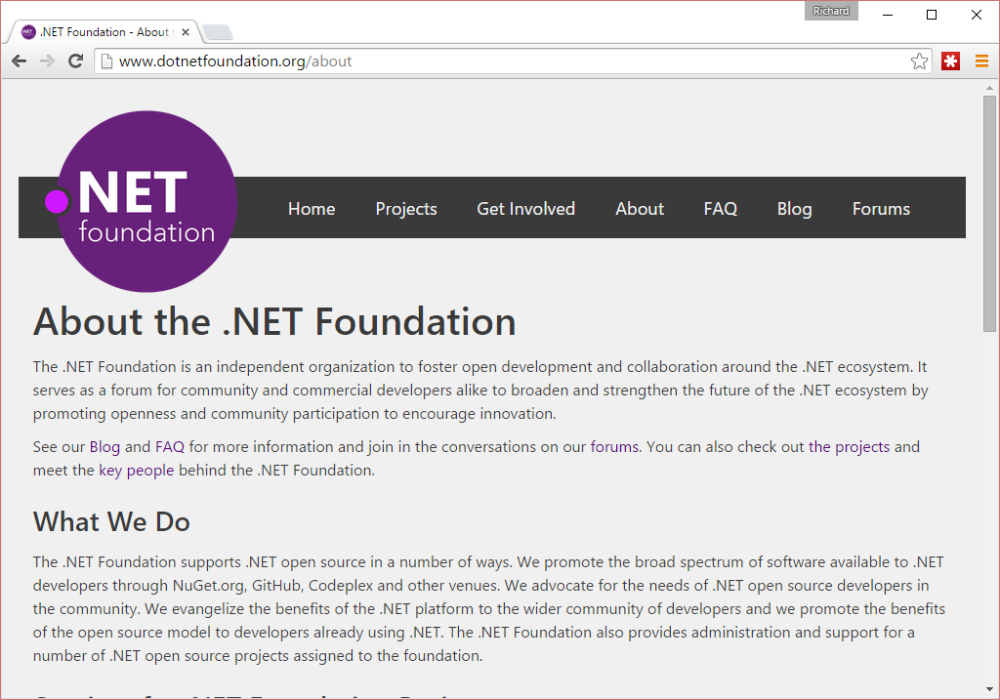 Richard
.NET Foundation - About
www.dotnetfoundation.org/about
NET
foundation
Home Projects Get Involved About FAQ Blog Forums
About the .NET Foundation
The .NET Foundation is an independent organization to foster open development and collaboration around the .NET ecosystem. It
serves as a forum for community and commercial developers alike to broaden and strengthen the future of the .NET ecosystem by
promoting openness and community participation to encourage innovation.
See our Blog and FAQ for more information and join in the conversations on our forums. You can also check out the projects and
meet the key people behind the .NET Foundation.
What We Do
The .NET Foundation supports .NET open source in a number of ways. We promote the broad spectrum of software available to .NET
developers through NuGet.org, GitHub, Codeplex and other venues. We advocate for the needs of .NET open source developers in
the community. We evangelize the benefits of the .NET platform to the wider community of developers and we promote the benefits
of the open source model to developers already using .NET. The .NET Foundation also provides administration and support for a
number of .NET open source projects assigned to the foundation.